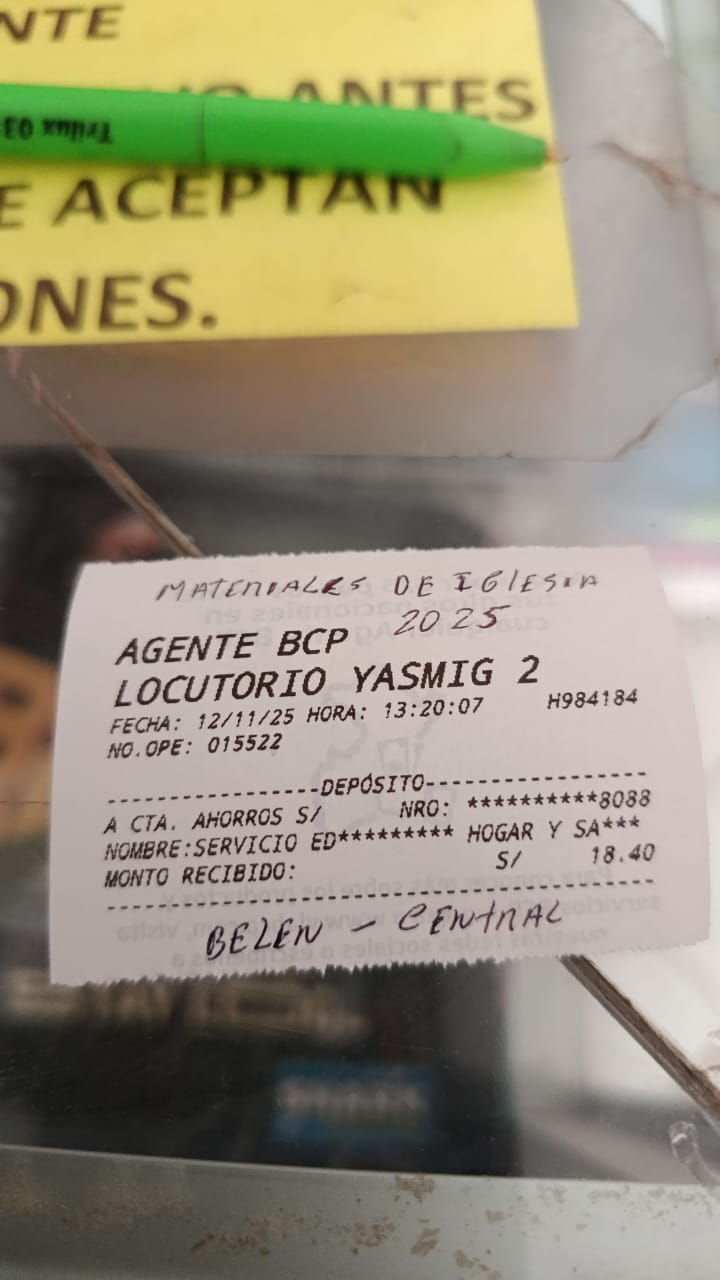 NTE
ANTES
Trilux 03
E ACEPTAN
ONES.
MATERIALES DE IGLESIA
2025
AGENTE BCP
LOCUTORIO YASMIG 2
FECHA: 12/11/25 HORA: 13:20:07 H984184
NO.OPE: 015522
------------------DEPÓSITO------------------
A CTA. AHORROS S/ NRO: **********8088
NOMBRE:SERVICIO ED********* HOGAR Y SA***
MONTO RECIBIDO: S/ 18.40
BELEN - CENTRAL